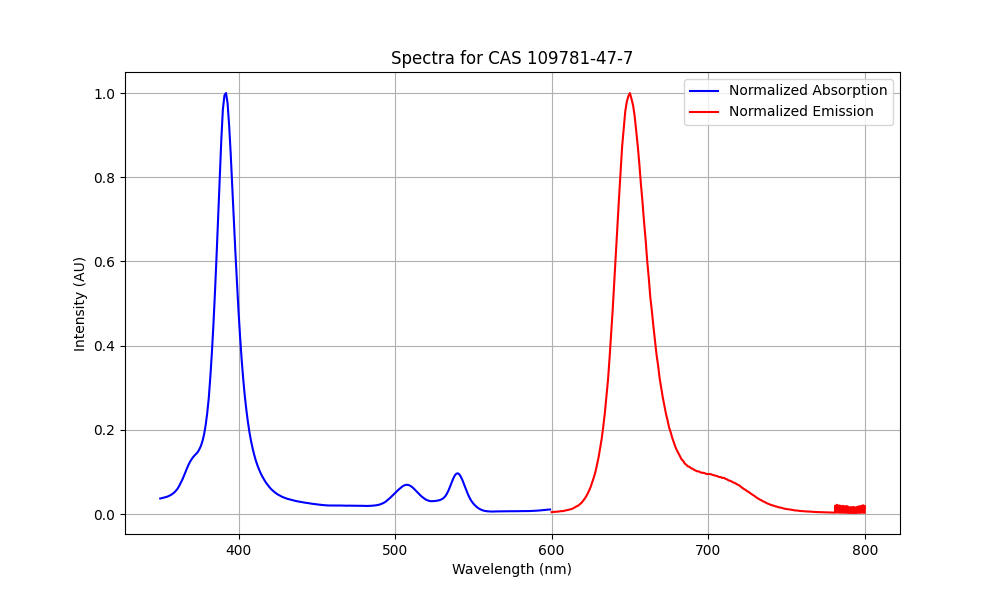 Spectra for CAS 109781-47-7
Normalized Absorption
Normalized Emission
1.0
0.8
0.6
0.4
0.2
0.0
Intensity (AU)
400
500
600
700
800
Wavelength (nm)